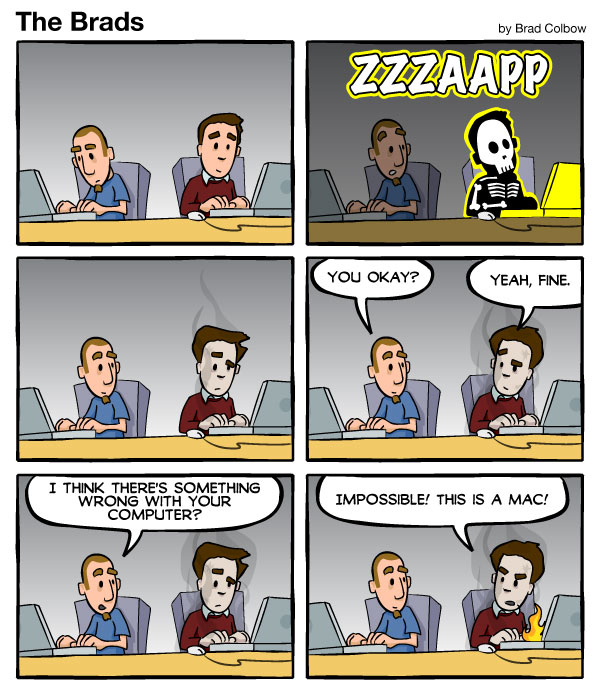 The Brads
by Brad Colbow
ZZZAAPP
YOU OKAY?
YEAH, FINE.
I THINK THERE'S SOMETHING
WRONG WITH YOUR
COMPUTER?
IMPOSSIBLE! THIS IS A MAC!